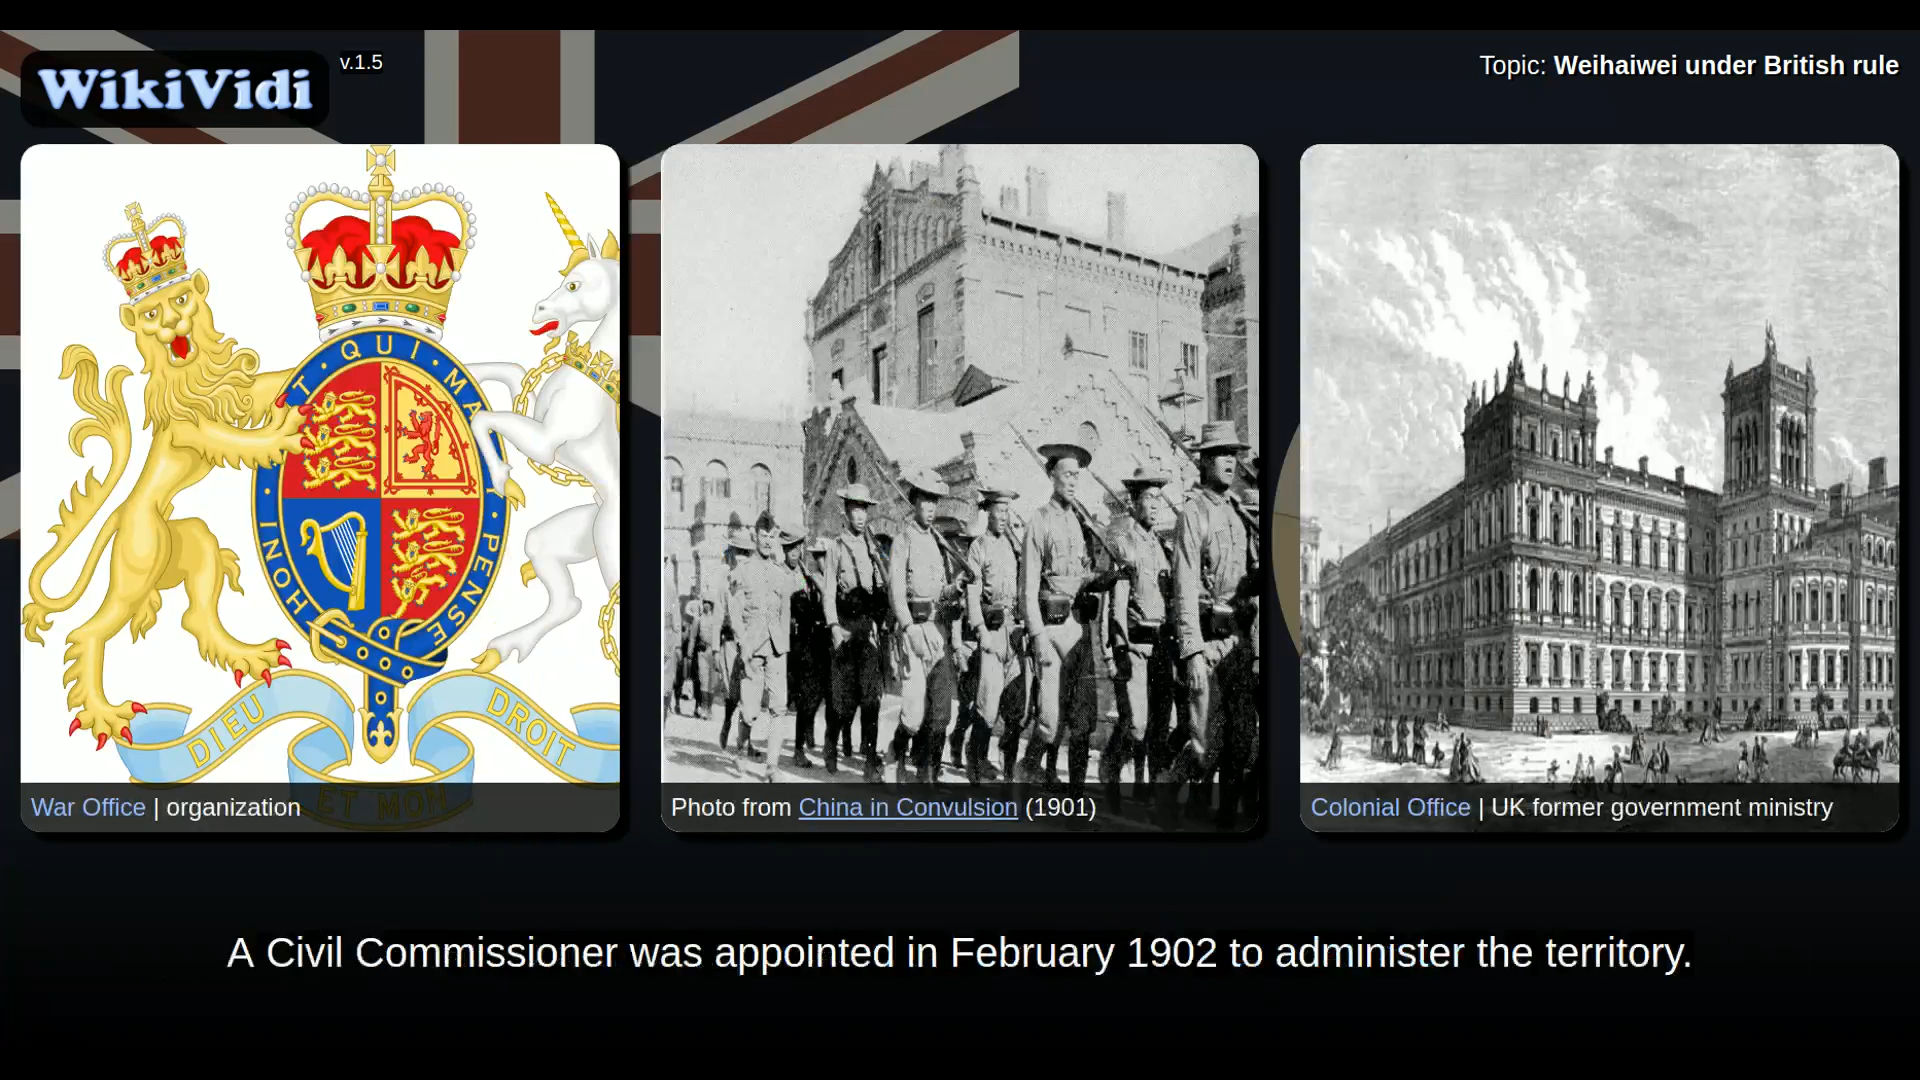 WikiVidi
v.1.5
Topic: Weihaiwei under British rule
T · QUI · MA
HONI
Y · PENSE
DIEU
DROIT
ET MON
War Office | organization
Photo from China in Convulsion (1901)
Colonial Office | UK former government ministry
A Civil Commissioner was appointed in February 1902 to administer the territory.